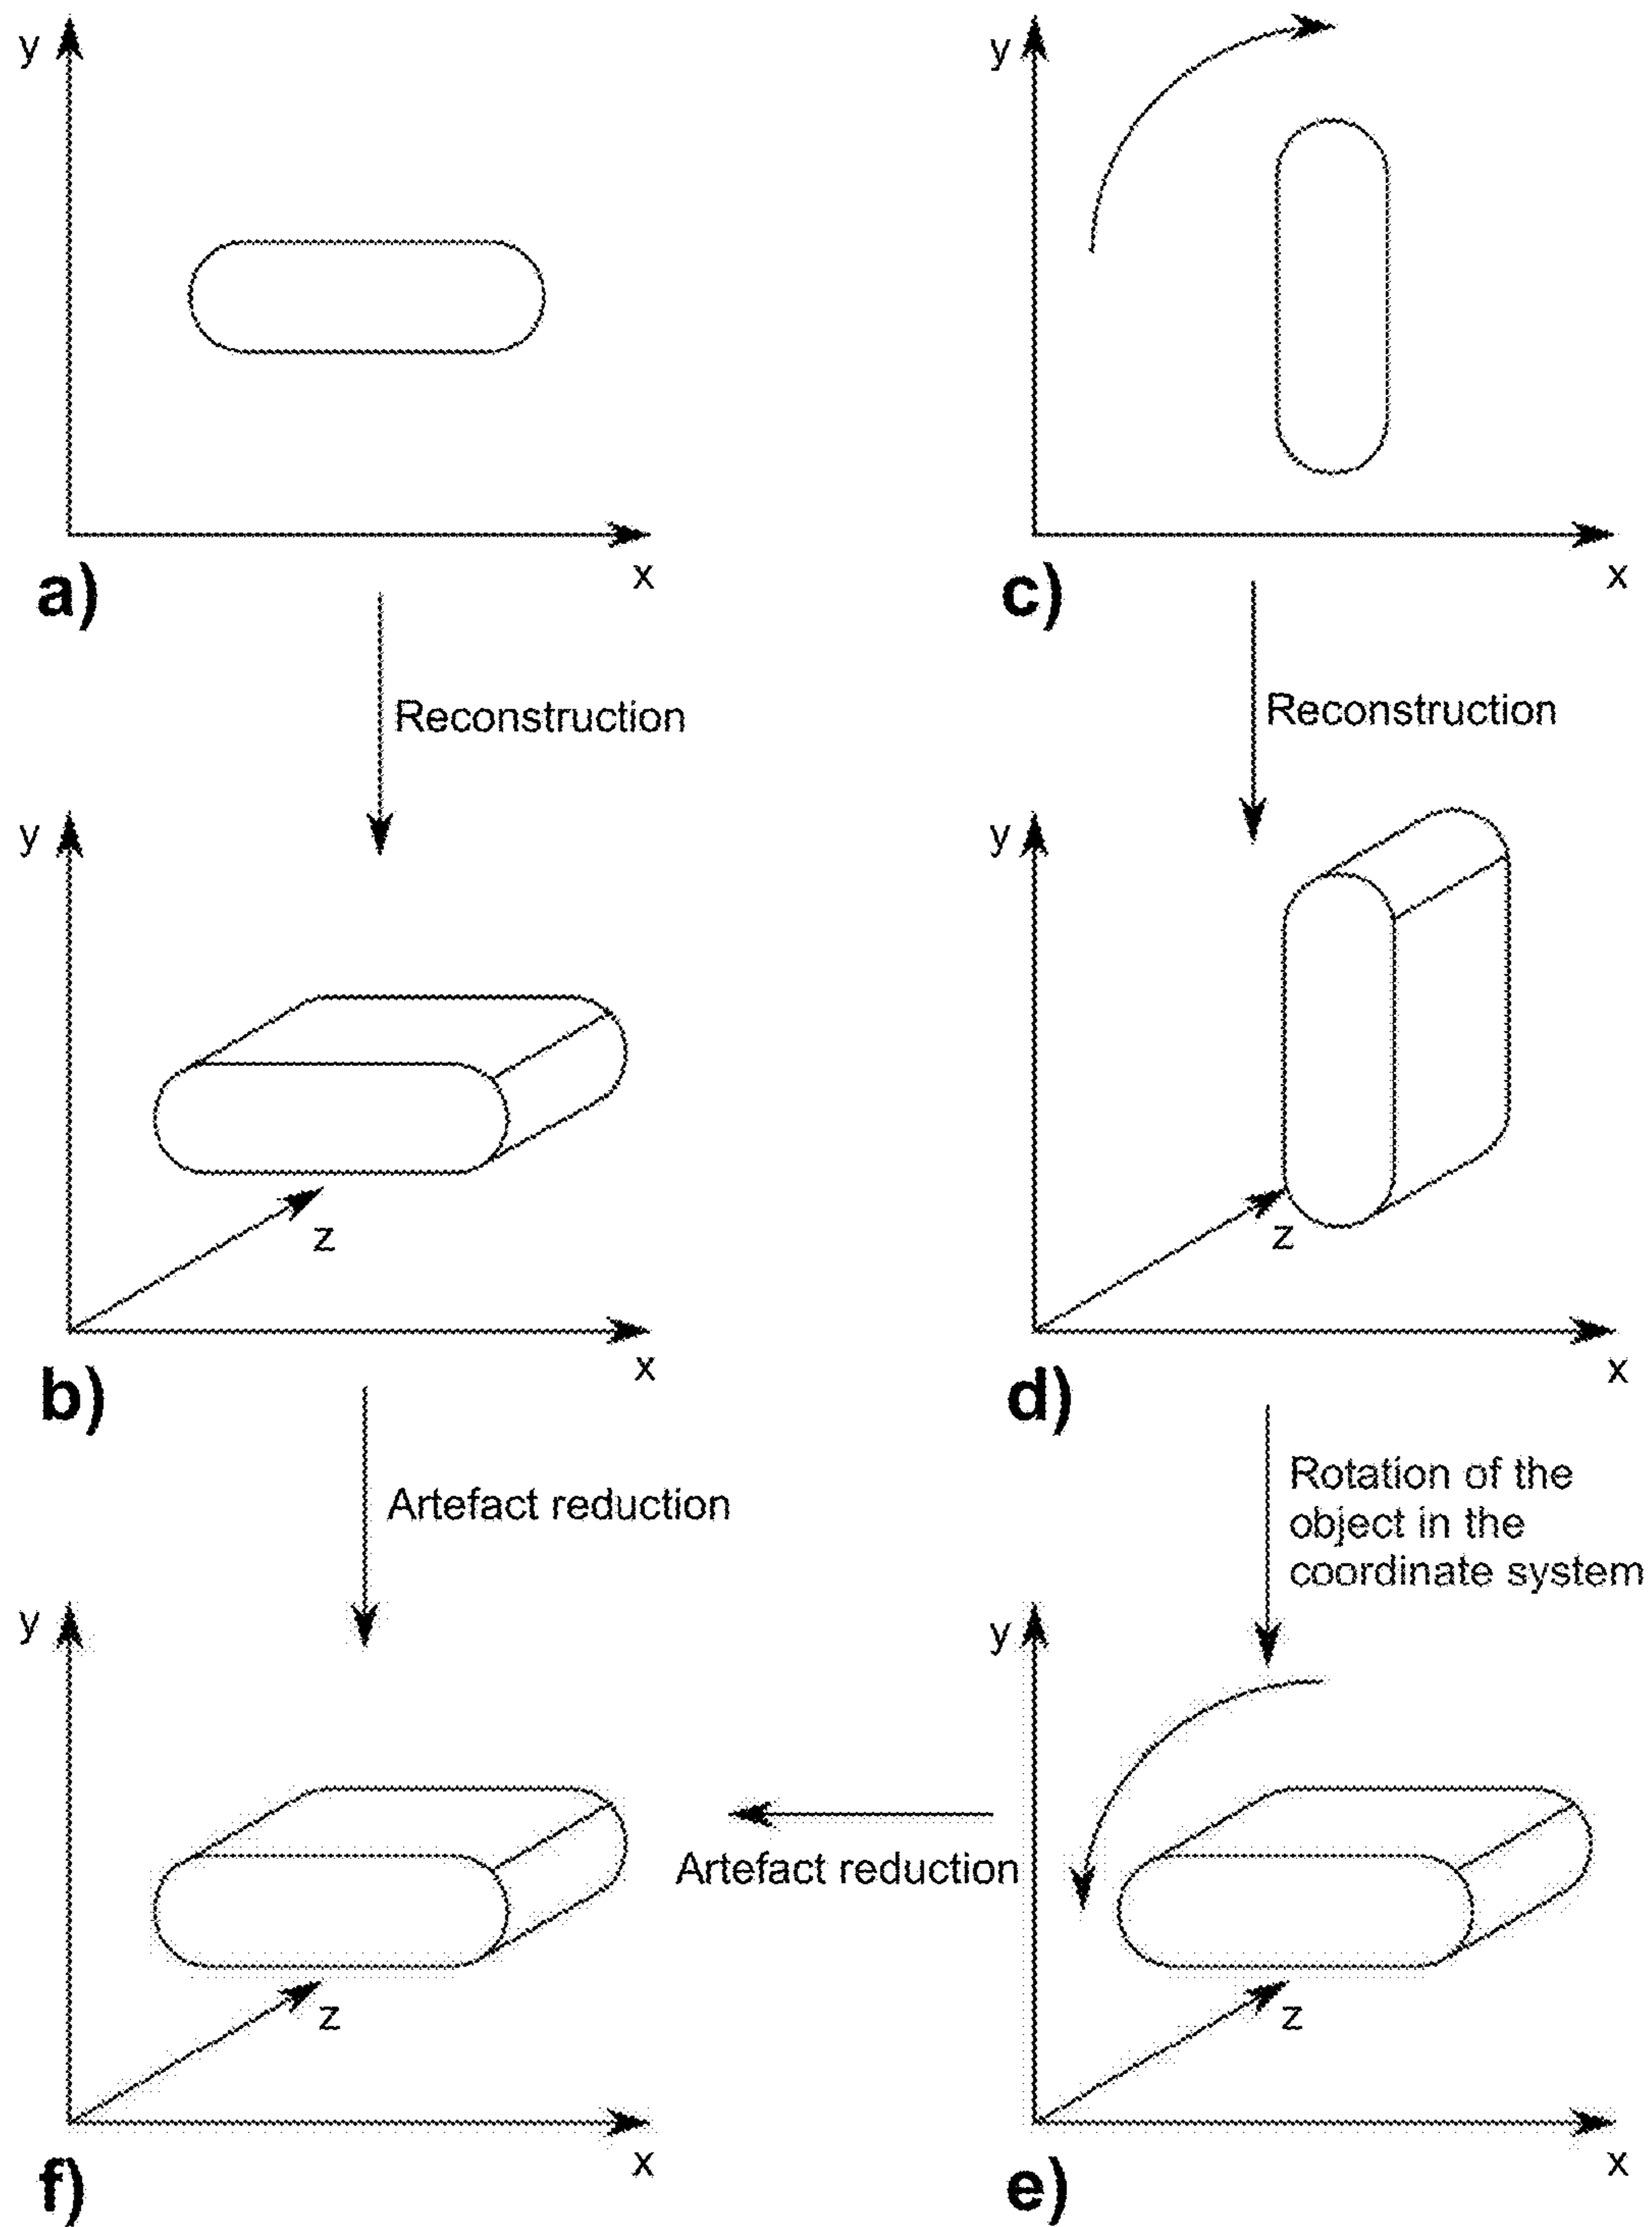 y
y
x
x
a)
c)
Reconstruction
Reconstruction
y
y
z
z
x
x
b)
d)
Artefact reduction
Rotation of the
object in the
coordinate system
y
y
Artefact reduction
z
z
x
x
f)
e)